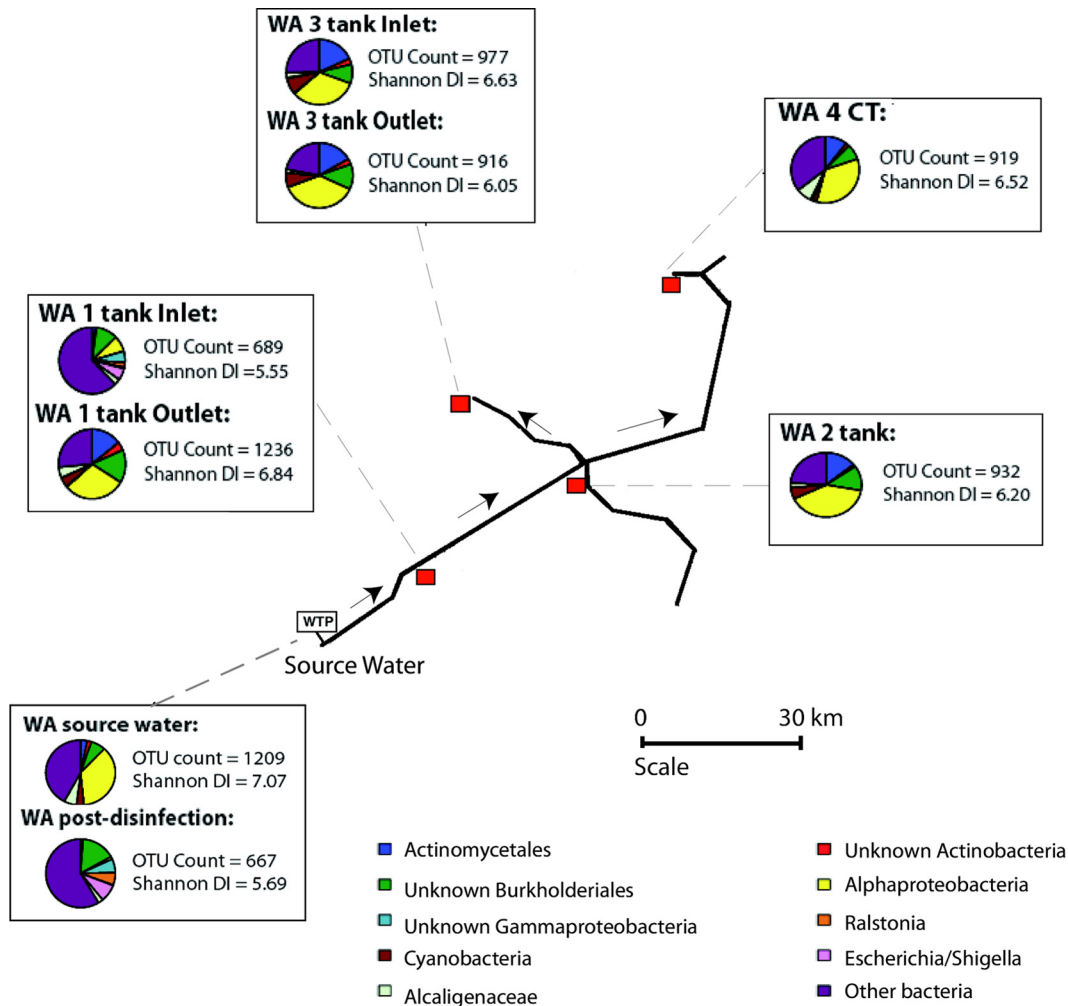 WA 3 tank Inlet:
OTU Count = 977
Shannon DI = 6.63
WA 3 tank Outlet:
OTU Count = 916
Shannon DI = 6.05
WA 4 CT:
OTU Count = 919
Shannon DI = 6.52
WA 1 tank Inlet:
OTU Count = 689
Shannon DI =5.55
WA 1 tank Outlet:
OTU Count = 1236
Shannon DI = 6.84
WA 2 tank:
OTU Count = 932
Shannon DI = 6.20
WTP
Source Water
WA source water:
OTU count = 1209
Shannon DI = 7.07
WA post-disinfection:
OTU Count = 667
Shannon DI = 5.69
0 30 km
Scale
Actinomycetales
Unknown Burkholderiales
Unknown Gammaproteobacteria
Cyanobacteria
Alcaligenaceae
Unknown Actinobacteria
Alphaproteobacteria
Ralstonia
Escherichia/Shigella
Other bacteria